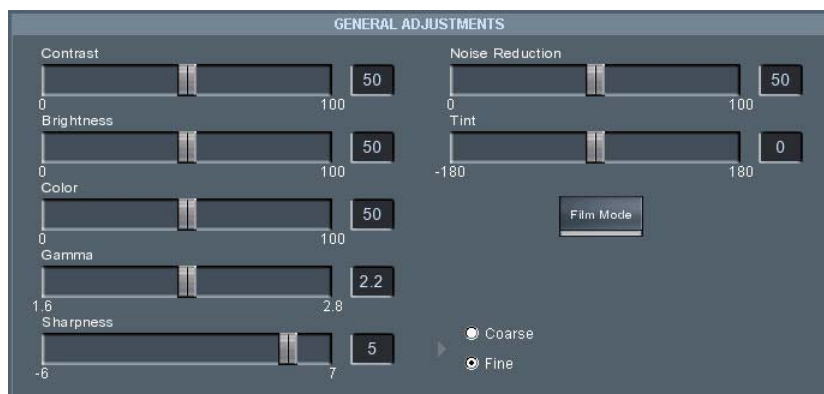 GENERAL ADJUSTMENTS
Contrast
50
0 100
Brightness
50
0 100
Color
50
0 100
Gamma
2.2
1.6 2.8
Sharpness
5
-6 7
Noise Reduction
50
0 100
Tint
0
-180 180
Film Mode
Coarse
Fine